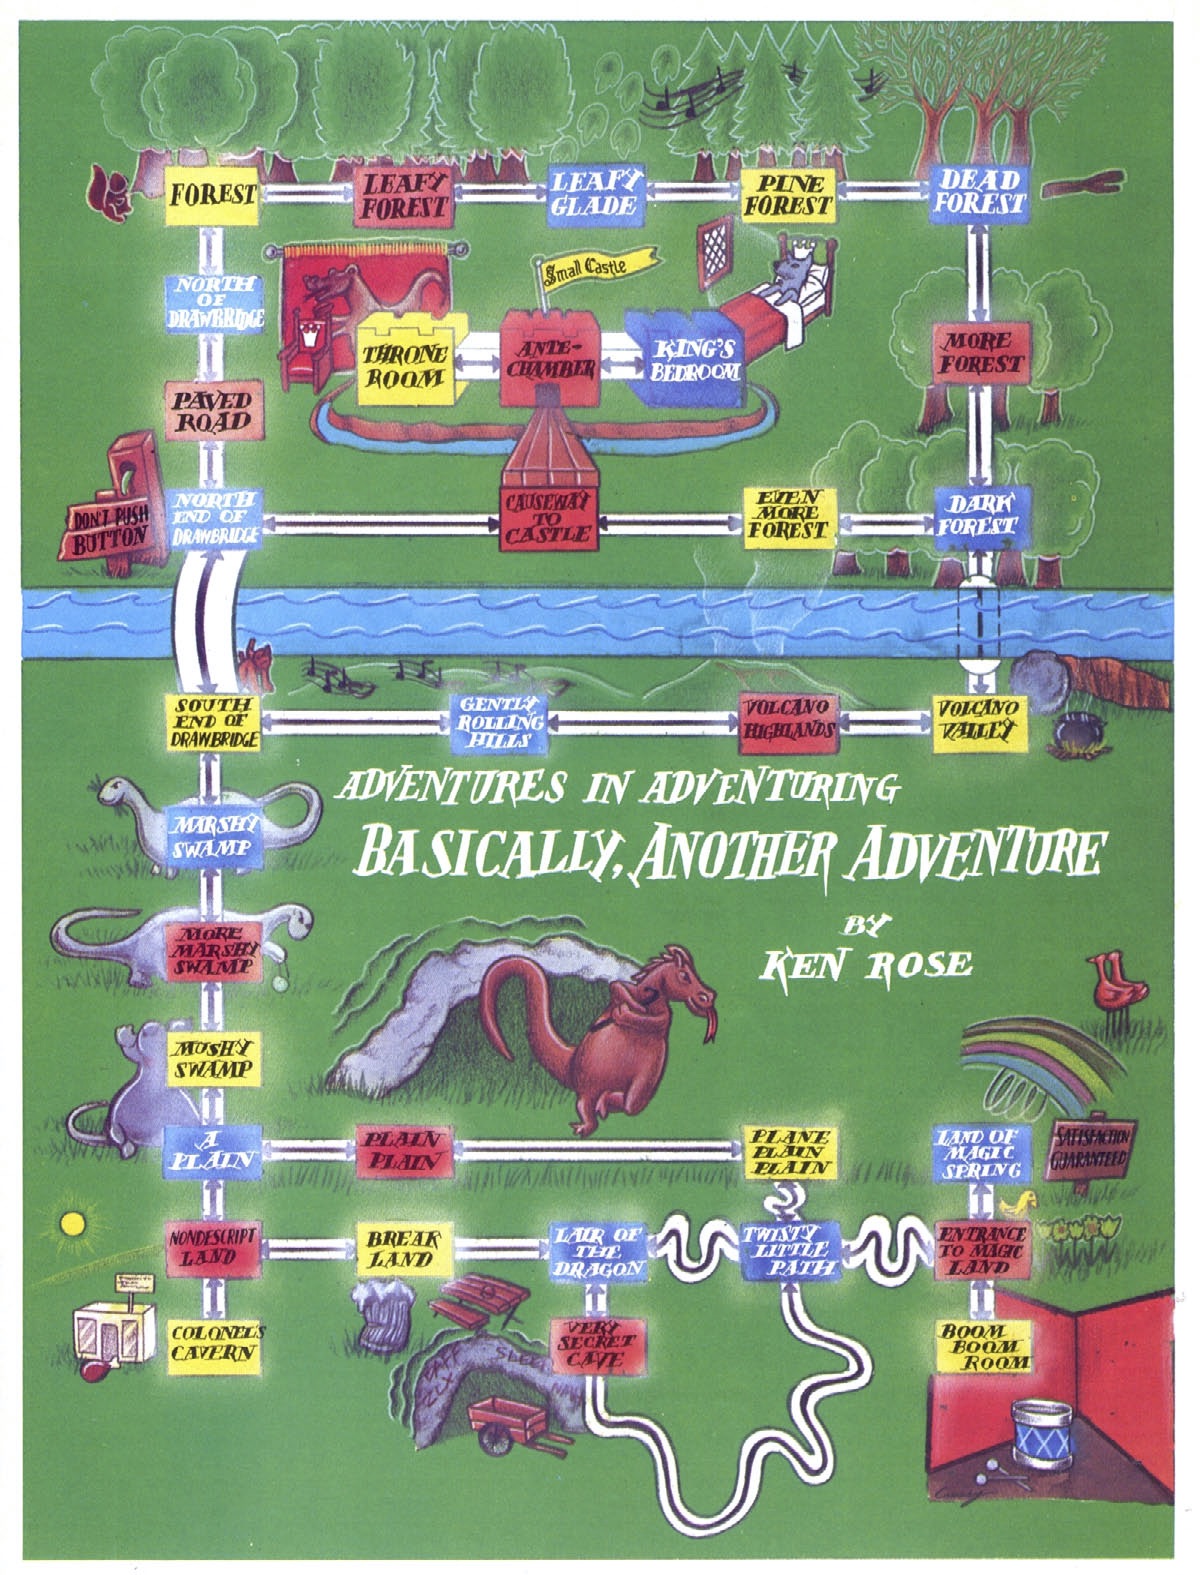 FOREST
LEAFY
FOREST
LEAFY
GLADE
PINE
FOREST
DEAD
FOREST
NORTH
OF
DRAWBRIDGE
Small Castle
THRONE
ROOM
ANTE-
CHAMBER
KING'S
BEDROOM
MORE
FOREST
PAVED
ROAD
DON'T PUSH
BUTTON
NORTH
END OF
DRAWBRIDGE
CAUSEWAY
TO
CASTLE
EVEN
MORE
FOREST
DARK
FOREST
SOUTH
END OF
DRAWBRIDGE
GENTLY
ROLLING
HILLS
VOLCANO
HIGHLANDS
VOLCANO
VALLEY
ADVENTURES IN ADVENTURING
BASICALLY, ANOTHER ADVENTURE
BY
KEN ROSE
MARSHY
SWAMP
MORE
MARSHY
SWAMP
MUSHY
SWAMP
A
PLAIN
PLAIN
PLAIN
PLANE
PLAIN
PLAIN
LAND OF
MAGIC
SPRING
SATISFACTION
GUARANTEED
NONDESCRIPT
LAND
BREAK
LAND
LAIR OF
THE
DRAGON
TWISTY
LITTLE
PATH
ENTRANCE
TO MAGIC
LAND
COLONEL'S
CAVERN
VERY
SECRET
CAVE
BOOM
BOOM
ROOM